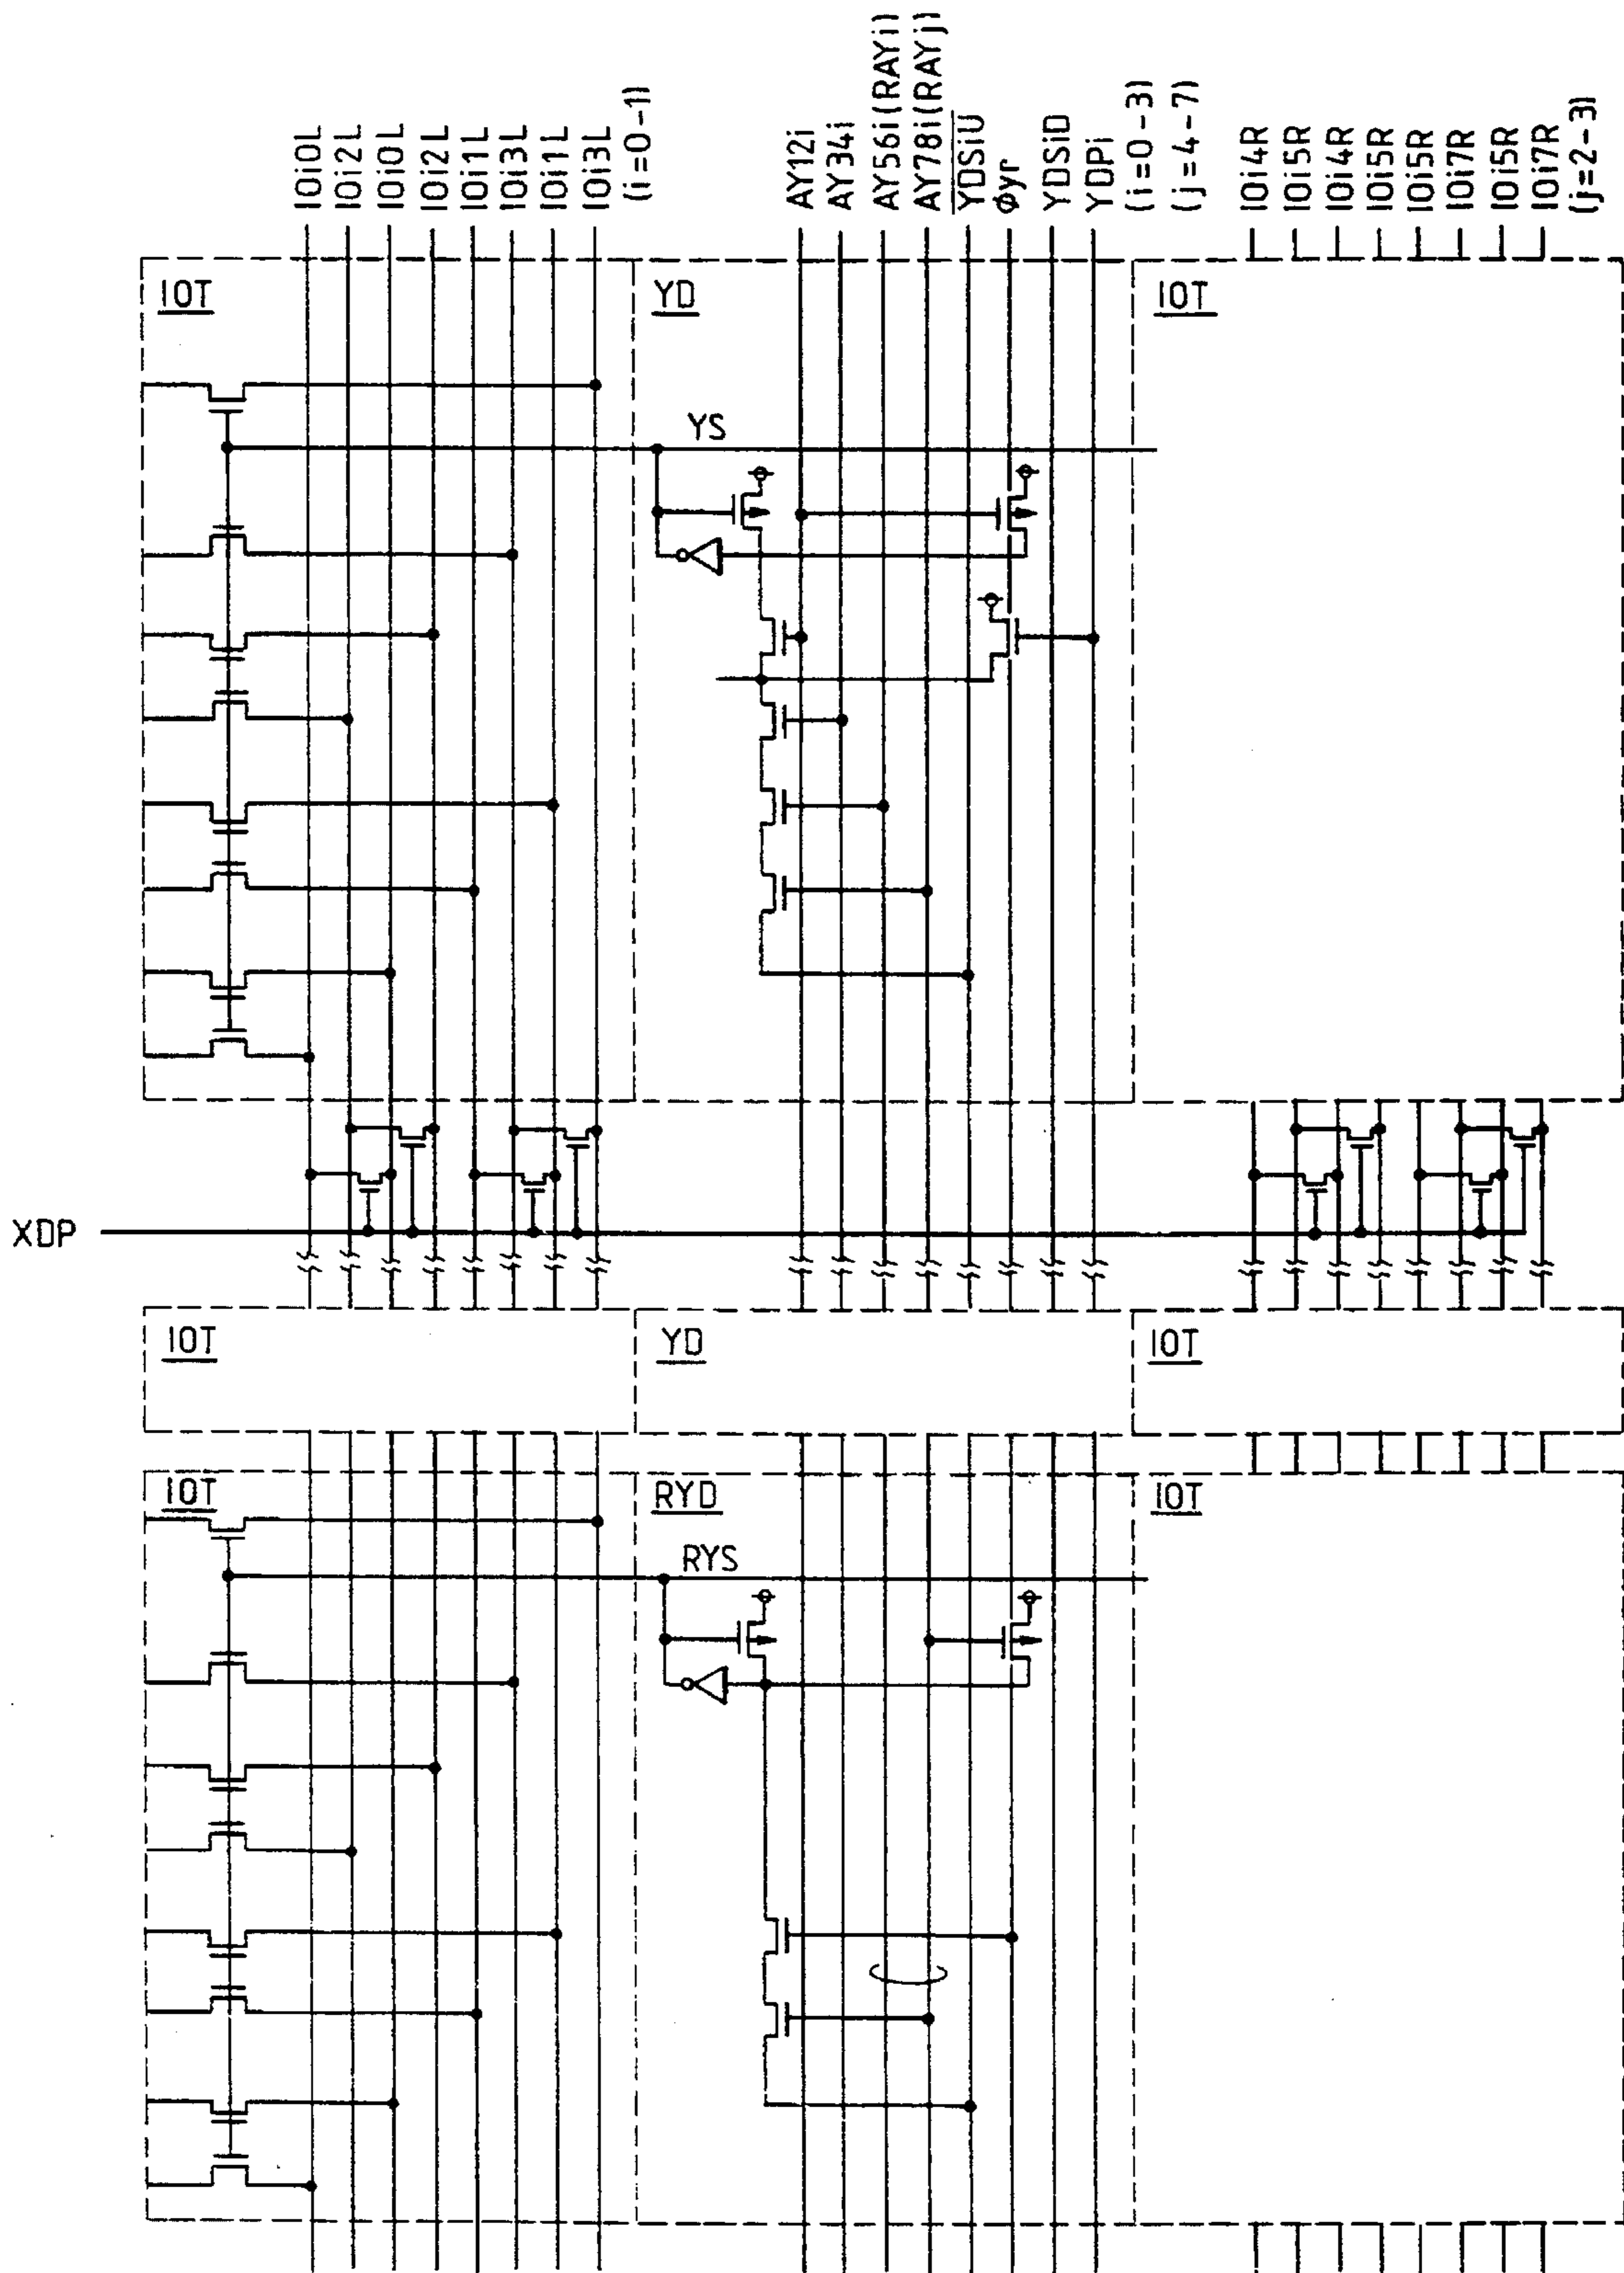 IOi0L
IOi2L
IOi0L
IOi2L
IOi1L
IOi3L
IOi1L
IOi3L
(i=0-1)
AY12i
AY34i
AY56i(RAYi)
AY78i(RAYj)
YDSiU
φyr
YDSiD
YDPi
(i=0-3)
(j=4-7)
IOi4R
IOi5R
IOi4R
IOi5R
IOi5R
IOi7R
IOi5R
IOi7R
(j=2-3)
IOT
YD
IOT
YS
XDP
IOT
YD
IOT
IOT
RYD
IOT
RYS